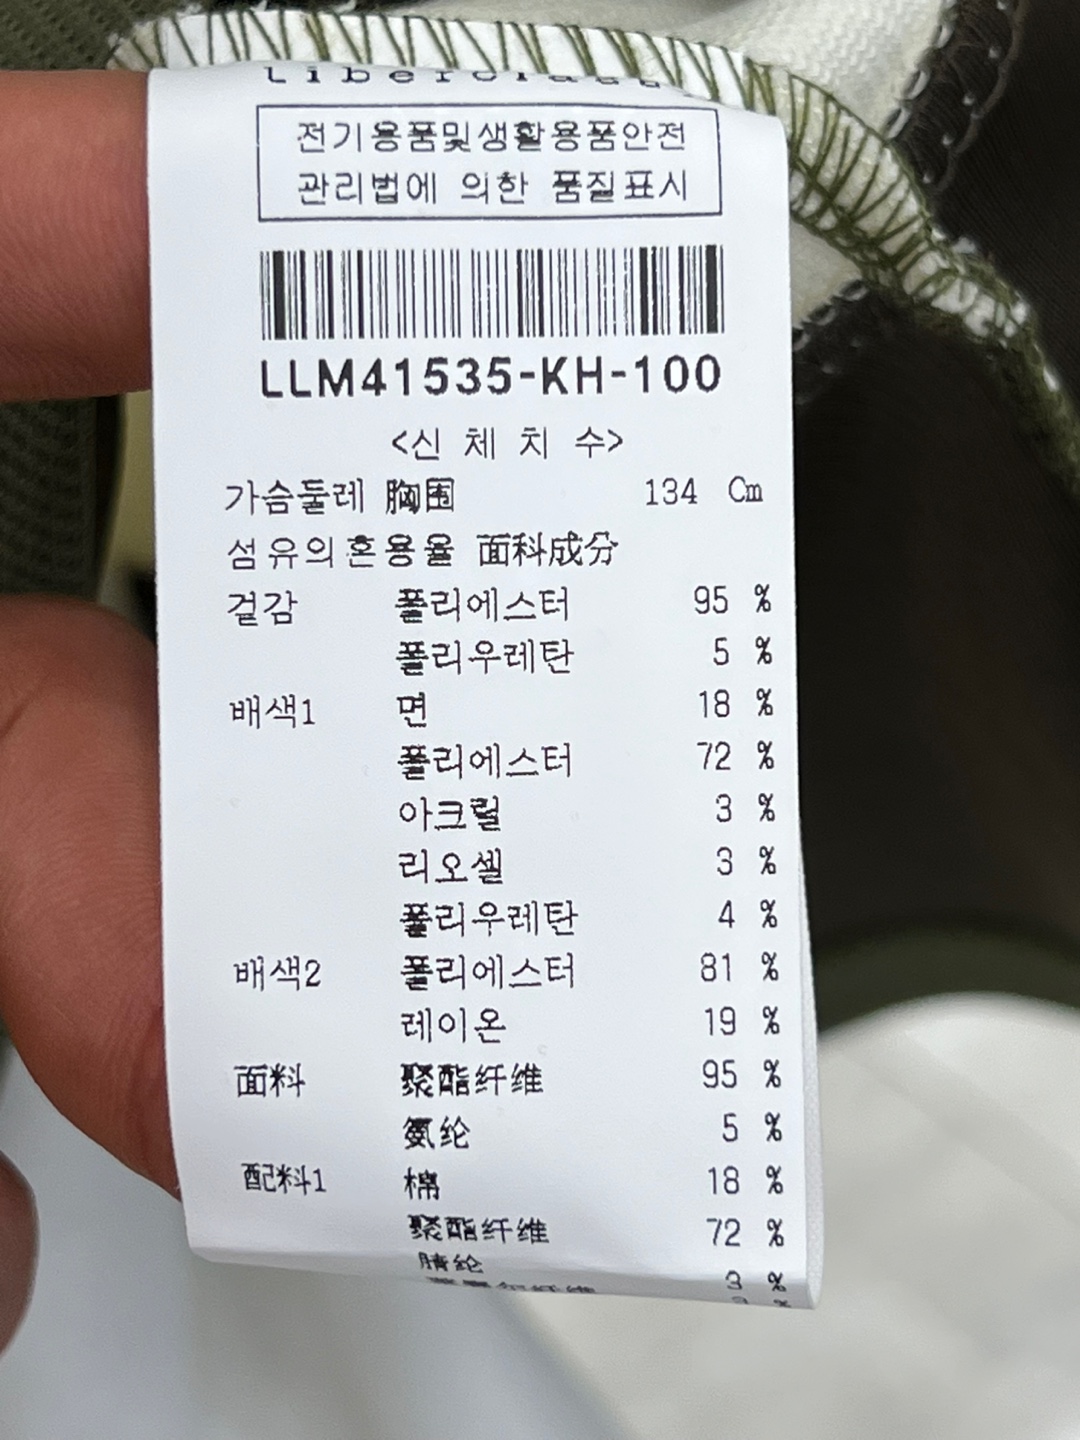 전기용품및생활용품안전
관리법에 의한 품질표시
LLM41535-KH-100
<신 체 치 수>
가슴둘레 胸围 134 Cm
섬유의혼용율 面料成分
겉감 폴리에스터 95 %
폴리우레탄 5 %
배색1 면 18 %
폴리에스터 72 %
아크릴 3 %
리오셀 3 %
폴리우레탄 4 %
배색2 폴리에스터 81 %
레이온 19 %
面料 聚酯纤维 95 %
氨纶 5 %
配料1 棉 18 %
聚酯纤维 72 %
腈纶 3 %